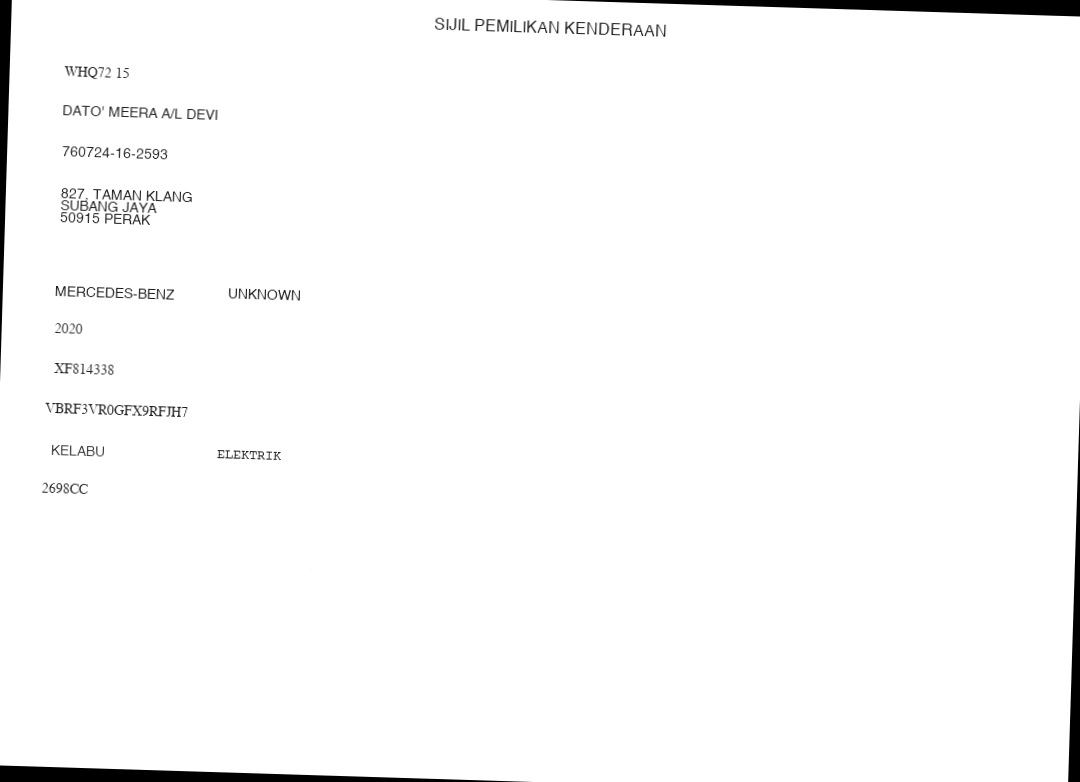 SIJIL PEMILIKAN KENDERAAN
WHQ72 15
DATO' MEERA A/L DEVI
760724-16-2593
827, TAMAN KLANG
SUBANG JAYA
50915 PERAK
MERCEDES-BENZ UNKNOWN
2020
XF814338
VBRF3VR0GFX9RFJH7
KELABU ELEKTRIK
2698CC